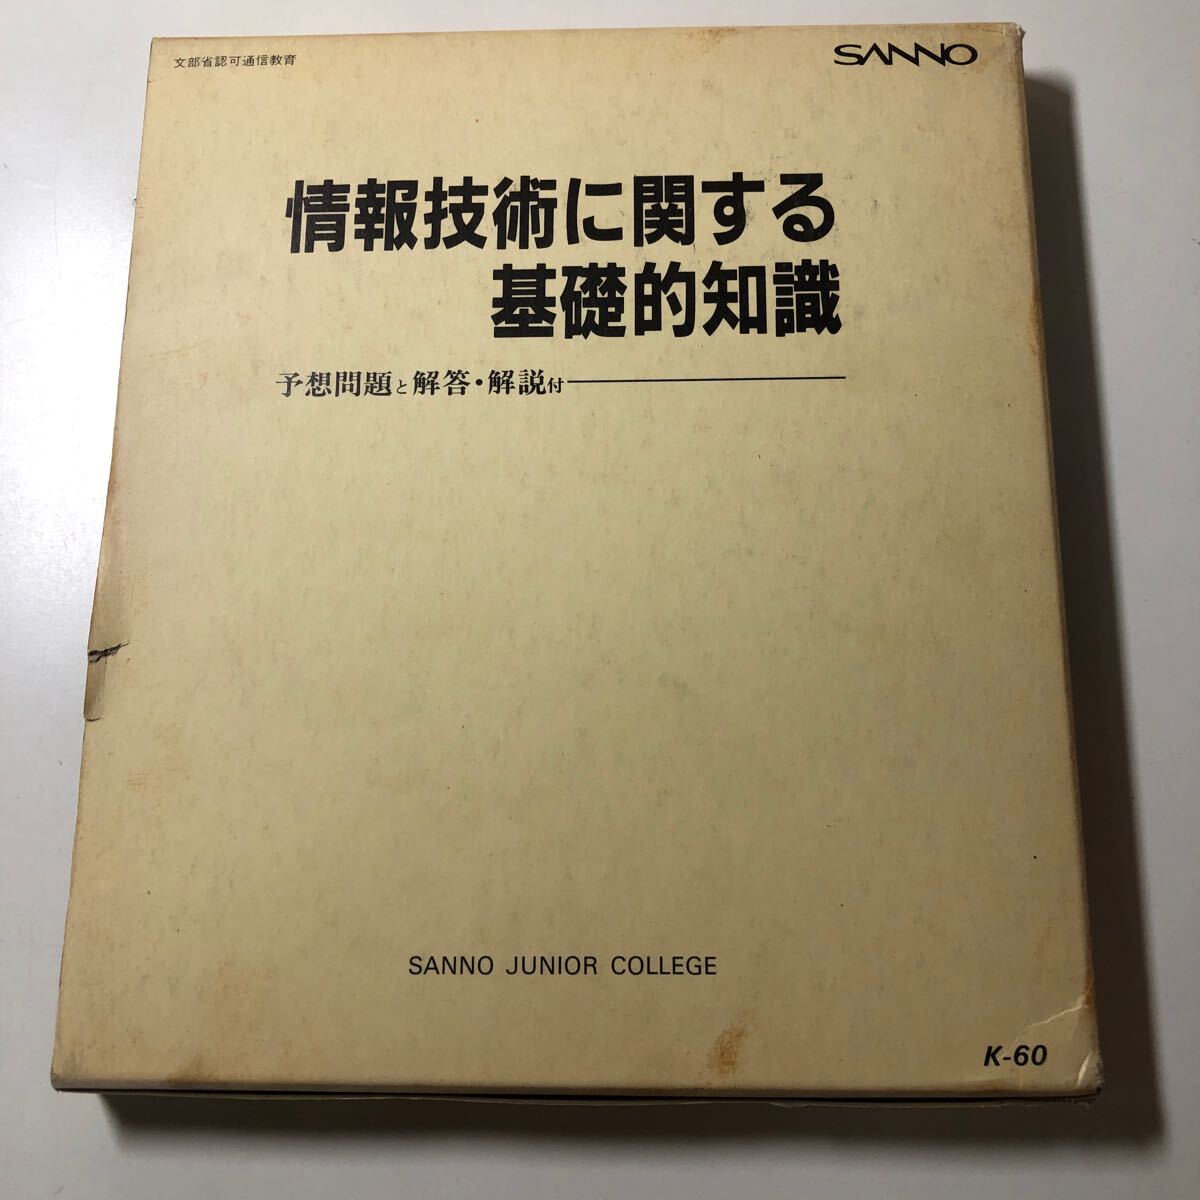 文部省認可通信教育
SANNO
情報技術に関する
基礎的知識
予想問題と解答・解説付
SANNO JUNIOR COLLEGE
K-60